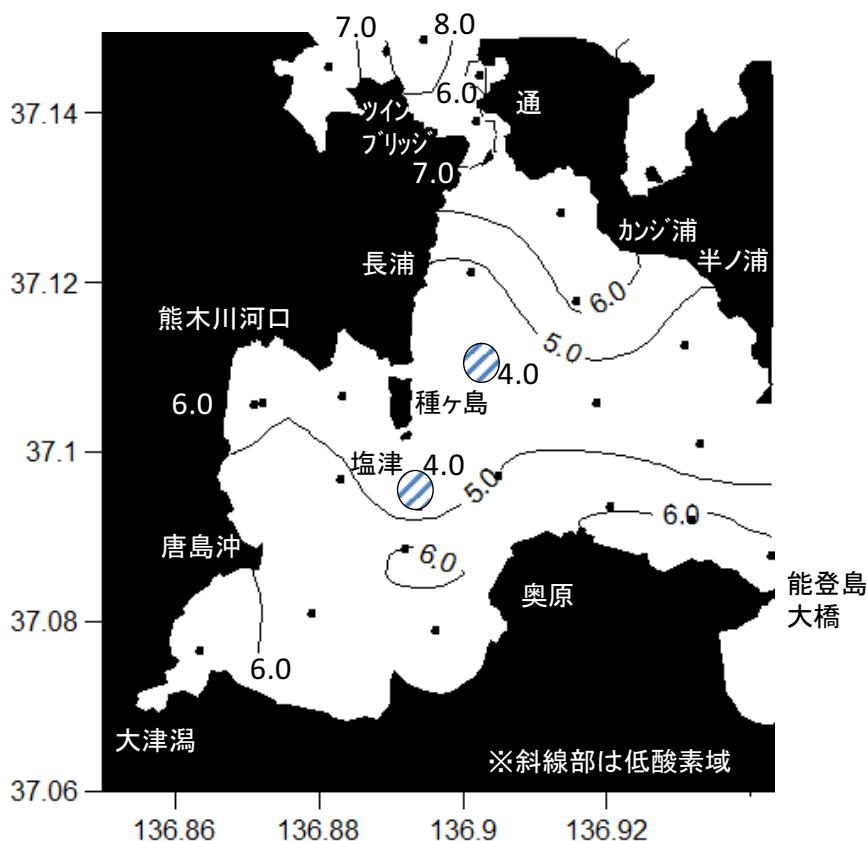 7.0
8.0
37.14
6.0
通
ツイン
ブリッジ
7.0
カンジ浦
長浦
半ノ浦
37.12
6.0
熊木川河口
5.0
4.0
6.0
種ヶ島
37.1
塩津
4.0
5.0
6.0
唐島沖
6.0
能登島
大橋
奥原
37.08
6.0
大津潟
※斜線部は低酸素域
37.06
136.86
136.88
136.9
136.92